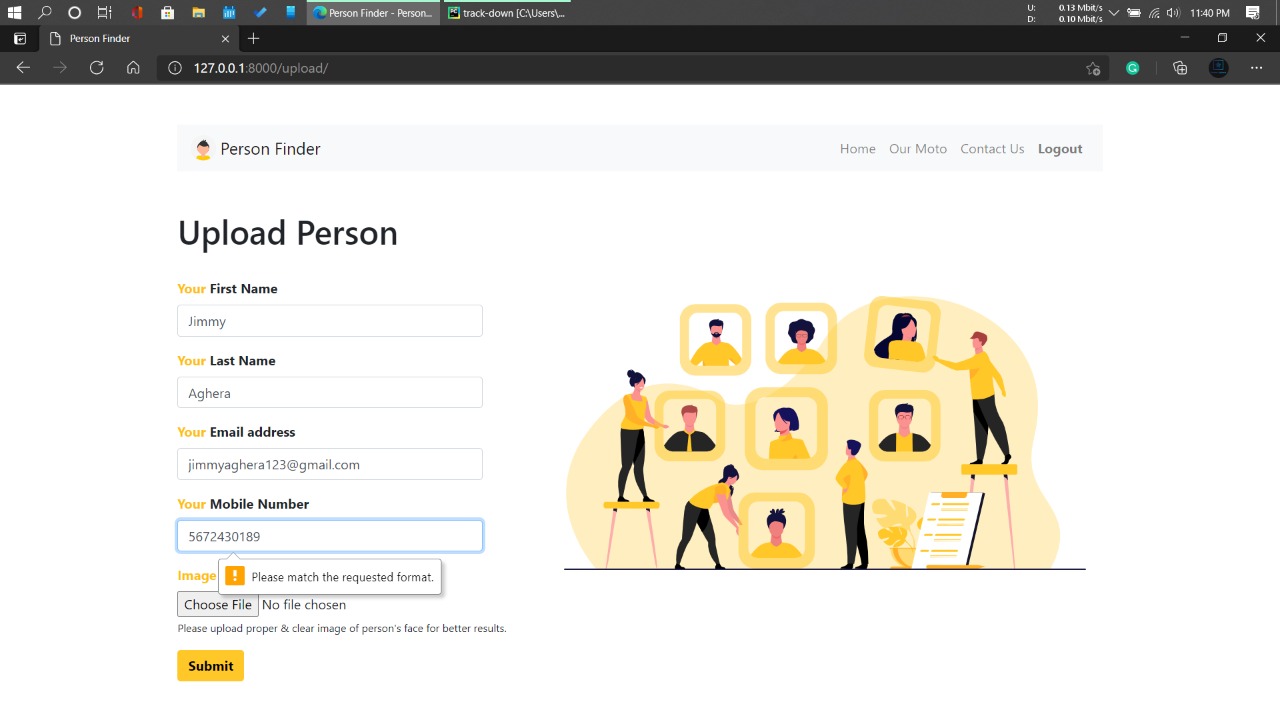 Person Finder - Person...
track-down [C:\Users\...
U: 0.13 Mbit/s
D: 0.10 Mbit/s
11:40 PM
Person Finder
127.0.0.1:8000/upload/
Person Finder
Home Our Moto Contact Us Logout
Upload Person
Your First Name
Jimmy
Your Last Name
Aghera
Your Email address
jimmyaghera123@gmail.com
Your Mobile Number
5672430189
Please match the requested format.
Image
Choose File No file chosen
Please upload proper & clear image of person's face for better results.
Submit